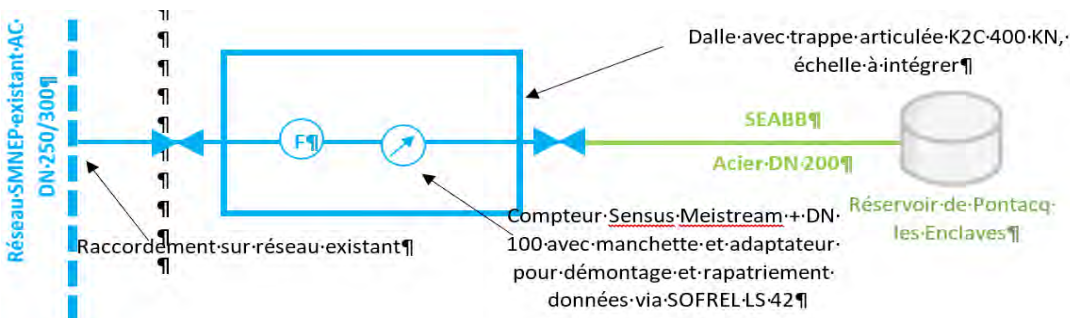 Réseau·SMNEP·existant·AC·
DN·250/300¶
¶
¶
¶
¶
¶
¶
¶
¶
¶
¶
Dalle·avec·trappe·articulée·K2C·400·KN,·
échelle·à·intégrer¶
F¶
SEABB¶
Acier·DN·200¶
Réservoir·de·Pontacq·
les·Enclaves¶
Raccordement·sur·réseau·existant¶
Compteur·Sensus·Meistream·+·DN·
100·avec·manchette·et·adaptateur·
pour·démontage·et·rapatriement·
données·via·SOFREL·LS·42¶